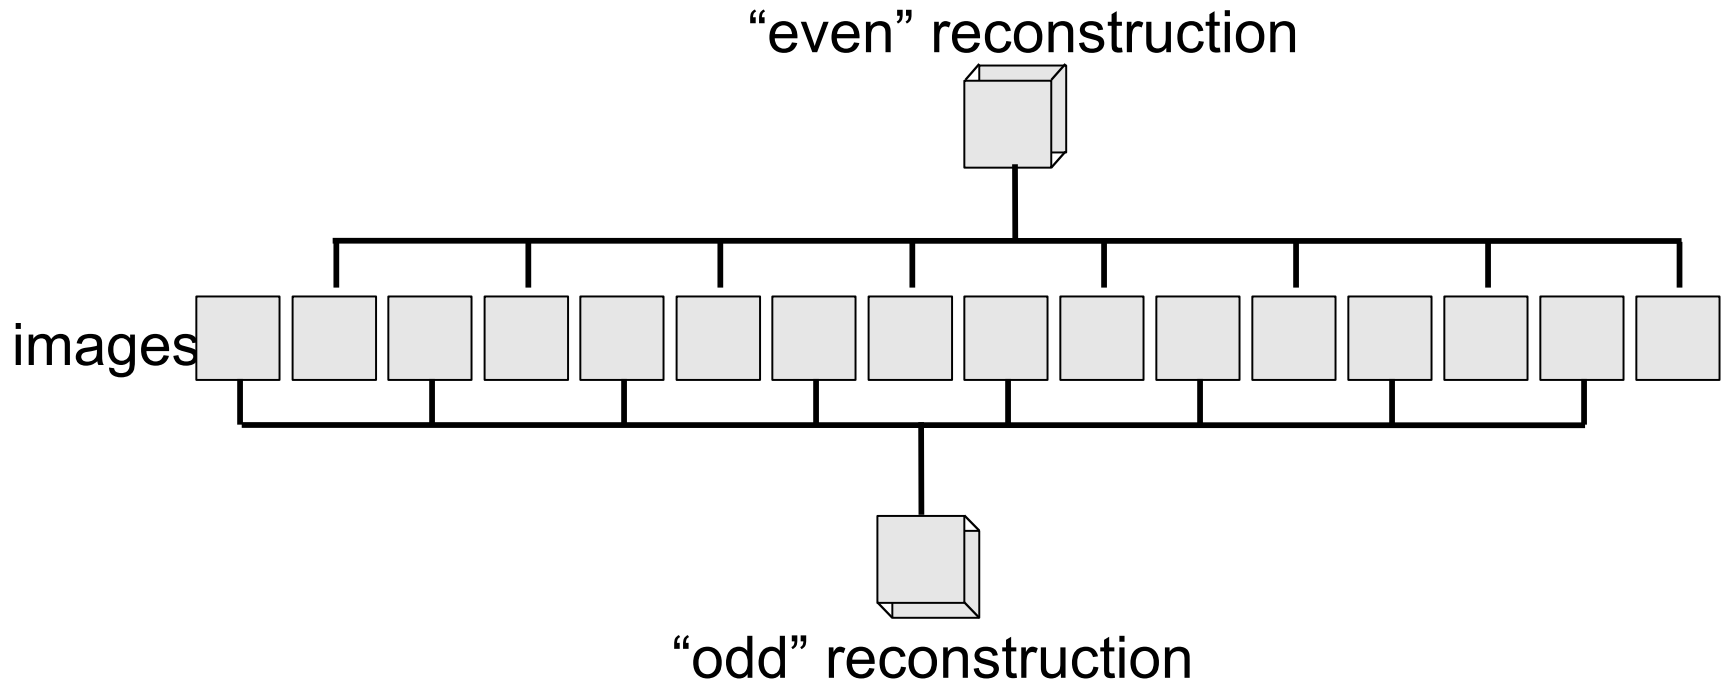 “even” reconstruction
images
“odd” reconstruction